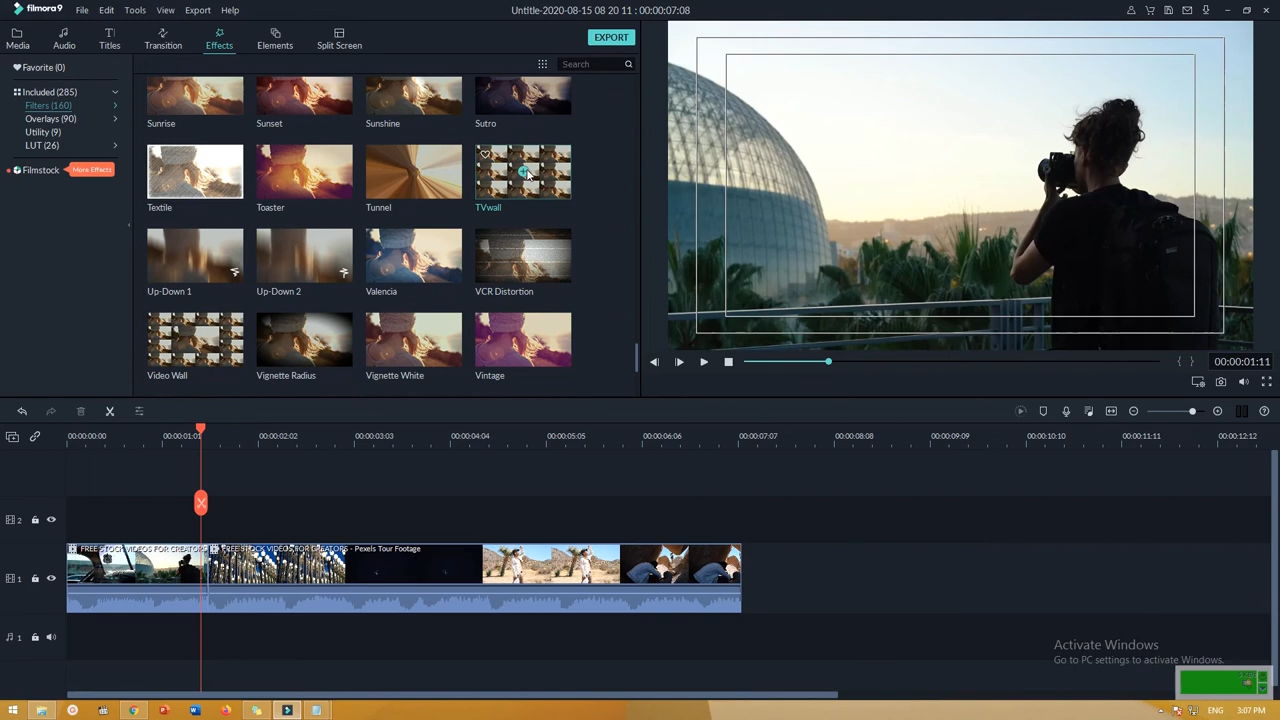 filmora9 File Edit Tools View Export Help Untitle-2020-08-15 08 20 11 : 00:00:07:08
Media Audio Titles Transition Effects Elements Split Screen EXPORT
Favorite (0) Search
Included (285)
Filters (160)
Overlays (90)
Utility (9)
LUT (26)
Filmstock More Effects
Sunrise Sunset Sunshine Sutro
Textile Toaster Tunnel TVwall
Up-Down 1 Up-Down 2 Valencia VCR Distortion
Video Wall Vignette Radius Vignette White Vintage
{ } 00:00:01:11
00:00:00:00 00:00:01:01 00:00:02:02 00:00:03:03 00:00:04:04 00:00:05:05 00:00:06:06 00:00:07:07 00:00:08:08 00:00:09:09 00:00:10:10 00:00:11:11 00:00:12:12
2
FREE STOCK VIDEOS FOR CREATORS FREE STOCK VIDEOS FOR CREATORS - Pexels Tour Footage
1
1
Activate Windows
Go to PC settings to activate Windows.
ENG 3:07 PM